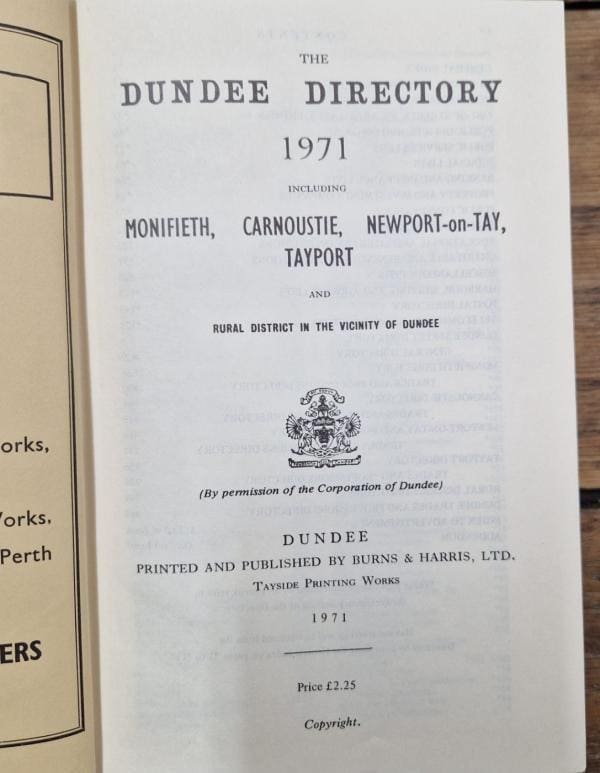 orks,
Works.
Perth
ERS
THE
DUNDEE DIRECTORY
1971
INCLUDING
MONIFIETH, CARNOUSTIE, NEWPORT-on-TAY,
TAYPORT
AND
RURAL DISTRICT IN THE VICINITY OF DUNDEE
(By permission of the Corporation of Dundee)
DUNDEE
PRINTED AND PUBLISHED BY BURNS & HARRIS, LTD.
TAYSIDE PRINTING WORKS
1971
Price £2.25
Copyright.